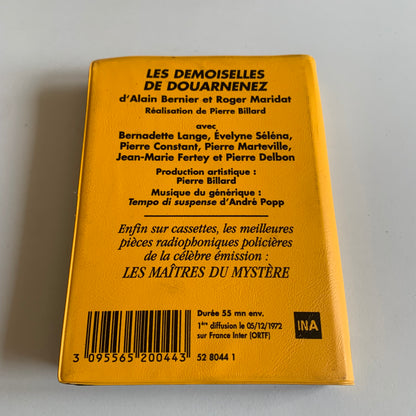 LES DEMOISELLES
DE DOUARNENEZ
d'Alain Bernier et Roger Maridat
Réalisation de Pierre Billard
avec
Bernadette Lange, Évelyne Séléna,
Pierre Constant, Pierre Marteville,
Jean-Marie Fertey et Pierre Delbon
Production artistique :
Pierre Billard
Musique du générique :
Tempo di suspense d'André Popp
Enfin sur cassettes, les meilleures
pièces radiophoniques policières
de la célèbre émission :
LES MAÎTRES DU MYSTÈRE
Durée 55 mn env.
1ère diffusion le 05/12/1972
sur France Inter (ORTF)
INA
3 095565 200443
52 8044 1